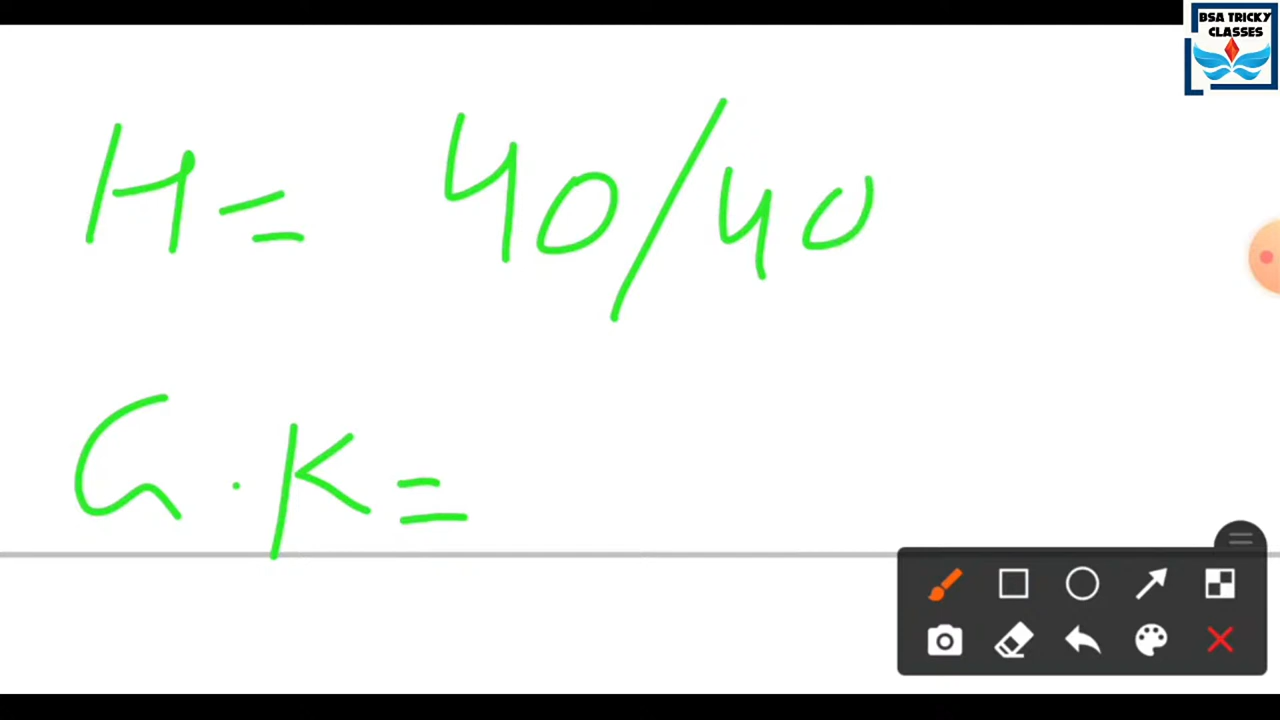 BSA TRICKY
CLASSES
H = 40/40
G.K =